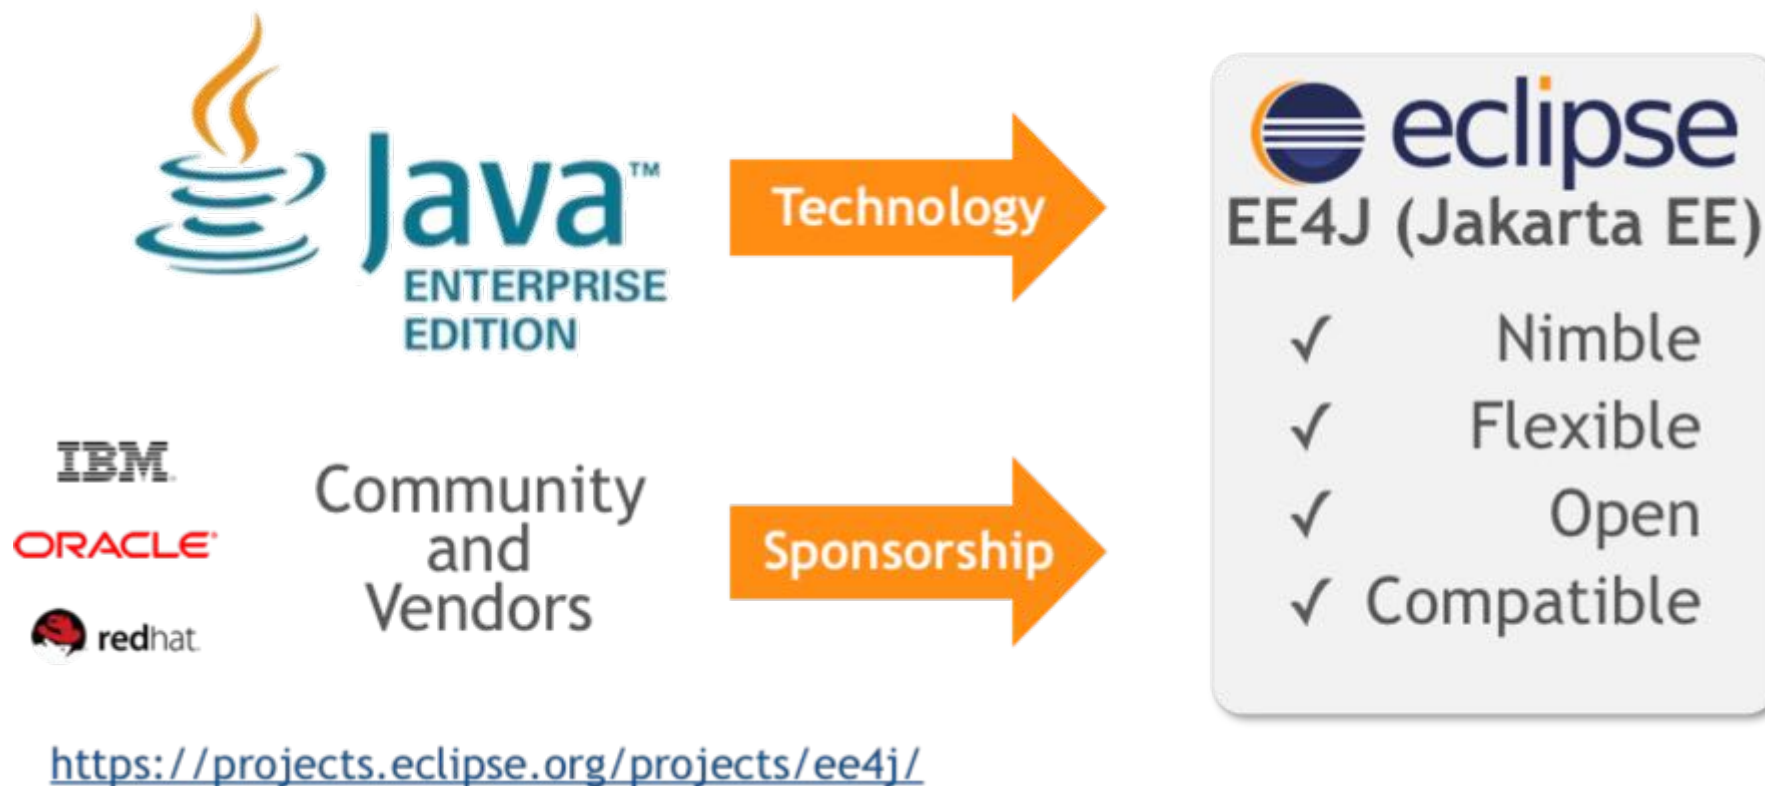 Java™
ENTERPRISE
EDITION
Technology
eclipse
EE4J (Jakarta EE)
✓ Nimble
✓ Flexible
✓ Open
✓ Compatible
IBM
ORACLE®
redhat
Community
and
Vendors
Sponsorship
https://projects.eclipse.org/projects/ee4j/